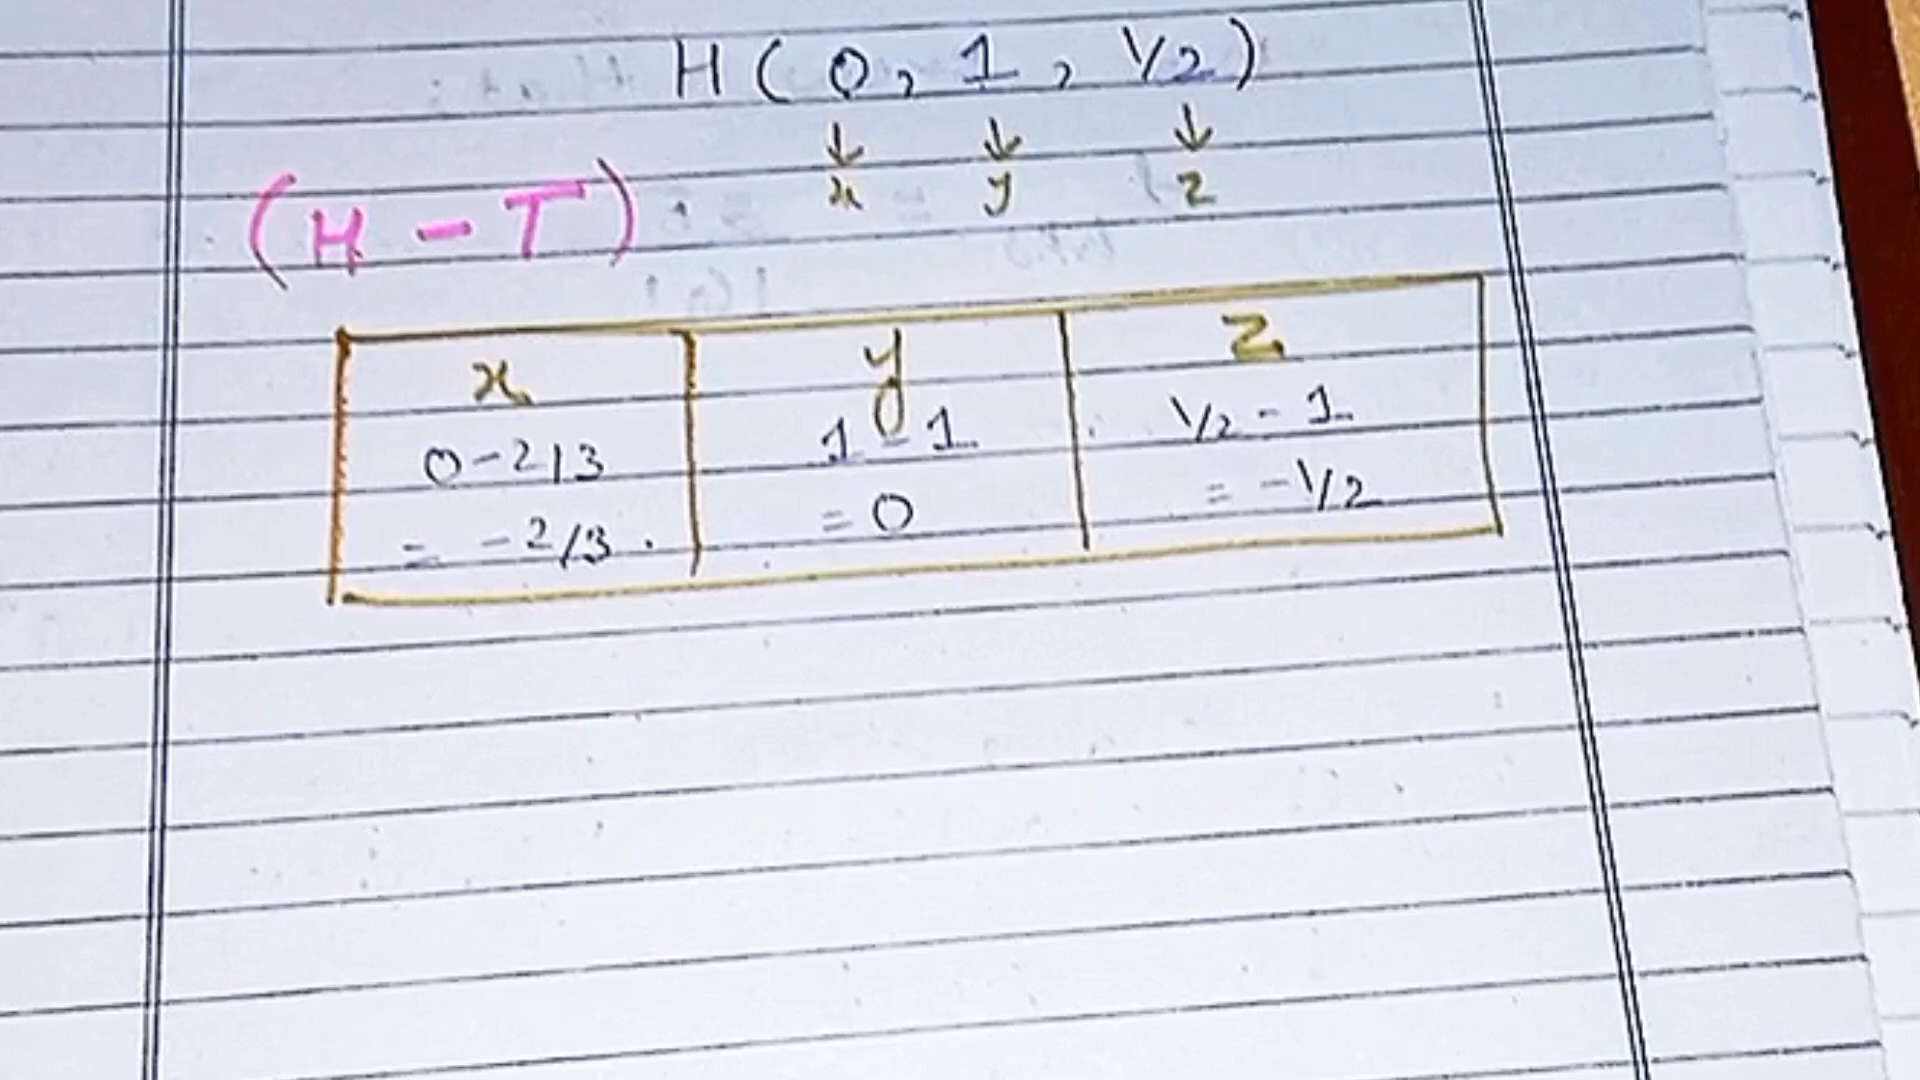 H ( 0 , 1 , 1/2 )
↓ ↓ ↓
x y z
(H - T)
x y z
0-2/3 1 - 1 1/2 - 1
= -2/3. = 0 = -1/2